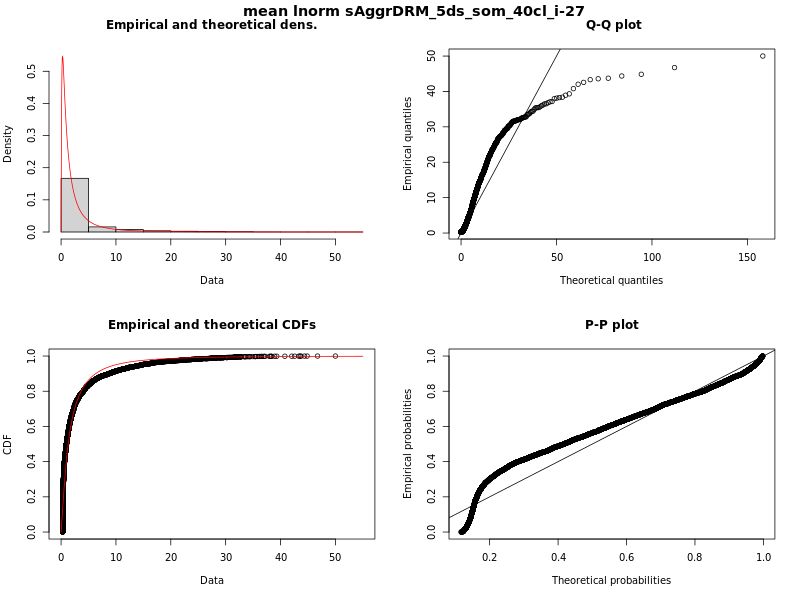 mean lnorm sAggrDRM_5ds_som_40cl_i-27
Empirical and theoretical dens.
Density
0.0 0.1 0.2 0.3 0.4 0.5
0 10 20 30 40 50
Data
Q-Q plot
Empirical quantiles
0 10 20 30 40 50
0 50 100 150
Theoretical quantiles
Empirical and theoretical CDFs
CDF
0.0 0.2 0.4 0.6 0.8 1.0
0 10 20 30 40 50
Data
P-P plot
Empirical probabilities
0.0 0.2 0.4 0.6 0.8 1.0
0.2 0.4 0.6 0.8 1.0
Theoretical probabilities